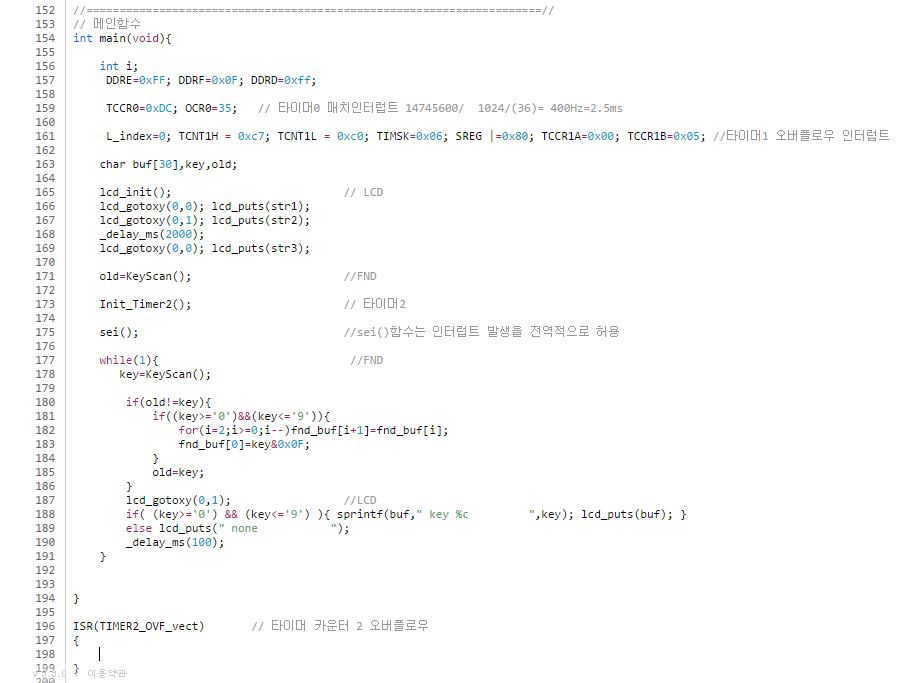 152 //======================================================================//
153 // 메인함수
154 int main(void){
155
156 int i;
157 DDRE=0xFF; DDRF=0x0F; DDRD=0xff;
158
159 TCCR0=0xDC; OCR0=35; // 타이머0 매치인터럽트 14745600/ 1024/(36)= 400Hz=2.5ms
160
161 L_index=0; TCNT1H = 0xc7; TCNT1L = 0xc0; TIMSK=0x06; SREG |=0x80; TCCR1A=0x00; TCCR1B=0x05; //타이머1 오버플로우 인터럽트
162
163 char buf[30],key,old;
164
165 lcd_init(); // LCD
166 lcd_gotoxy(0,0); lcd_puts(str1);
167 lcd_gotoxy(0,1); lcd_puts(str2);
168 _delay_ms(2000);
169 lcd_gotoxy(0,0); lcd_puts(str3);
170
171 old=KeyScan(); //FND
172
173 Init_Timer2(); // 타이머2
174
175 sei(); //sei()함수는 인터럽트 발생을 전역적으로 허용
176
177 while(1){ //FND
178 key=KeyScan();
179
180 if(old!=key){
181 if((key>='0')&&(key<='9')){
182 for(i=2;i>=0;i--)fnd_buf[i+1]=fnd_buf[i];
183 fnd_buf[0]=key&0x0F;
184 }
185 old=key;
186 }
187 lcd_gotoxy(0,1); //LCD
188 if( (key>='0') && (key<='9') ){ sprintf(buf," key %c         ",key); lcd_puts(buf); }
189 else lcd_puts(" none           ");
190 _delay_ms(100);
191 }
192
193
194 }
195
196 ISR(TIMER2_OVF_vect) // 타이머 카운터 2 오버플로우
197 {
198
199 }
이용약관
200